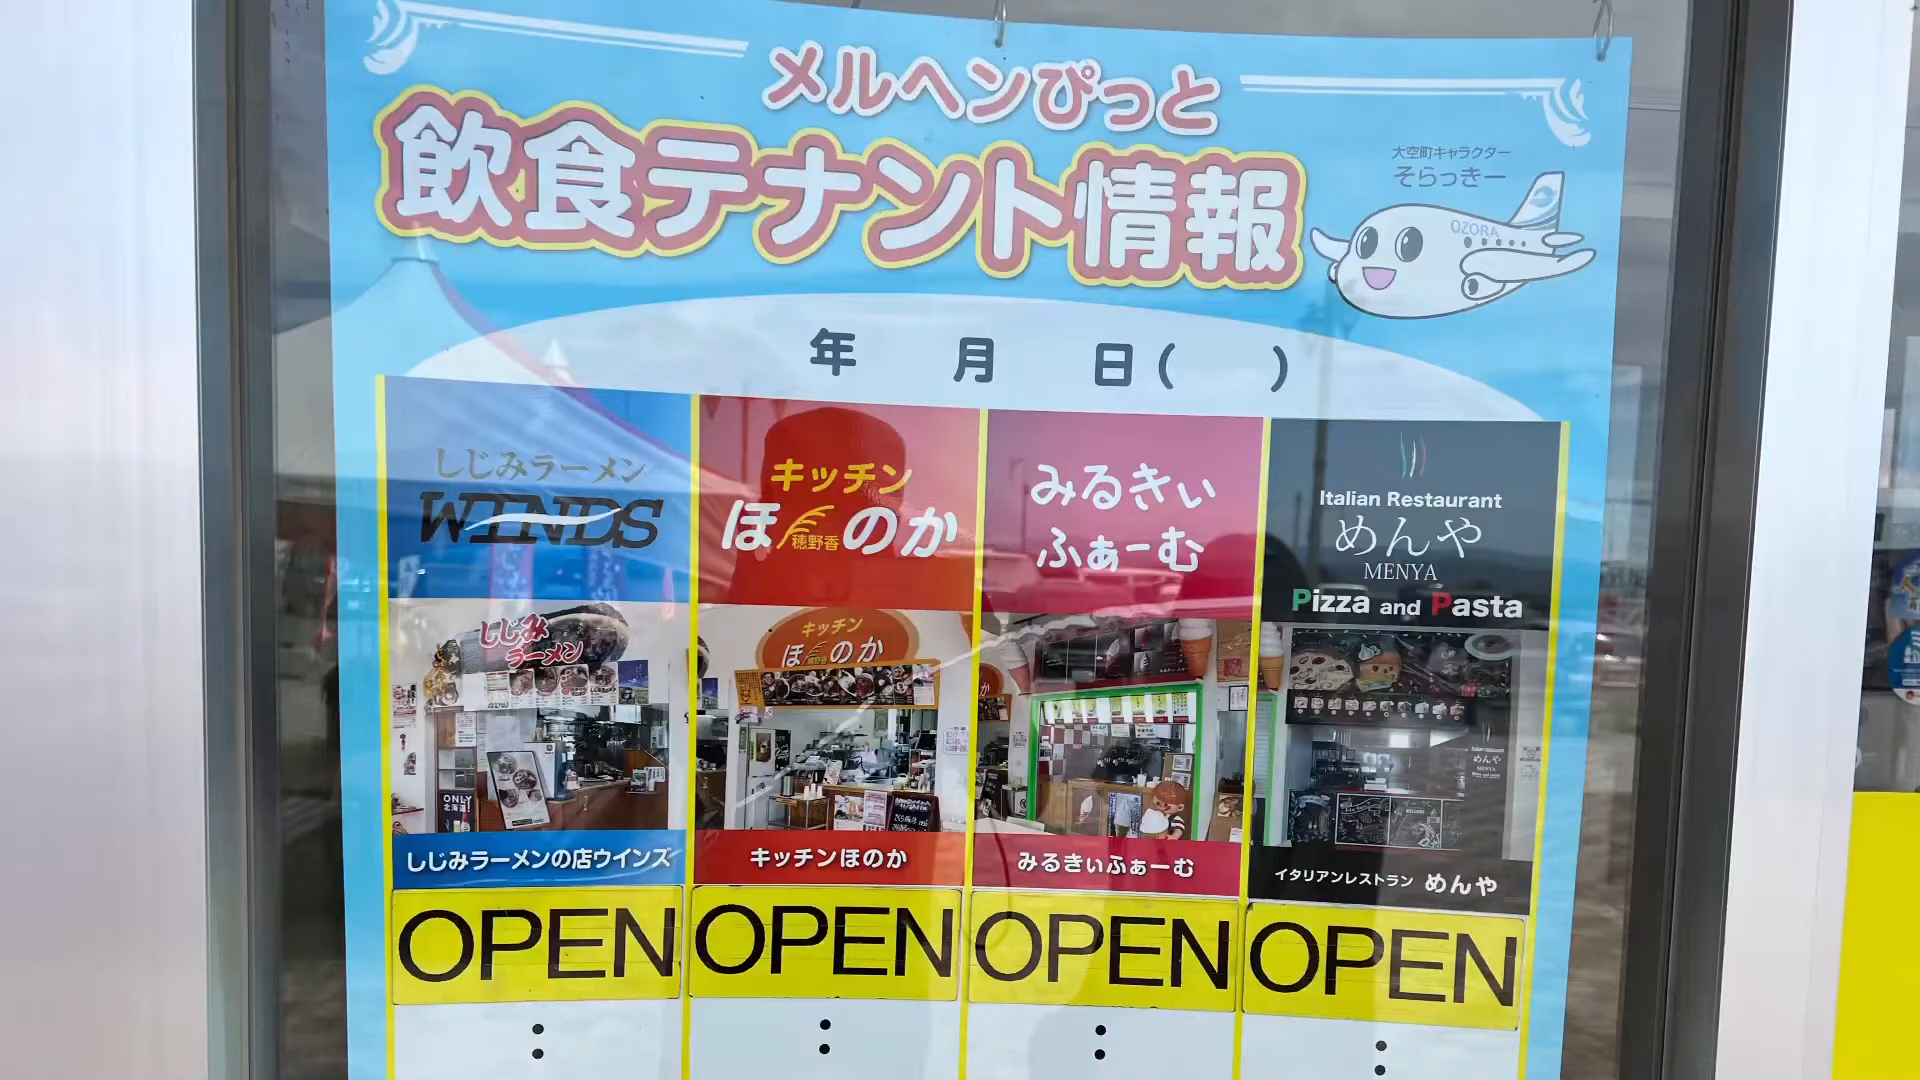 メルヘンぴっと
飲食テナント情報
大空町キャラクター
そらっきー
OZORA
年 月 日( )
しじみラーメン
WINDS
キッチン
ほのか
穂野香
みるきぃ
ふぁーむ
Italian Restaurant
めんや
MENYA
Pizza and Pasta
しじみ
ラーメン
ONLY
北海道!
キッチン
ほのか
しじみラーメンの店ウインズ
キッチンほのか
みるきぃふぁーむ
イタリアンレストラン めんや
OPEN OPEN OPEN OPEN
: : : :